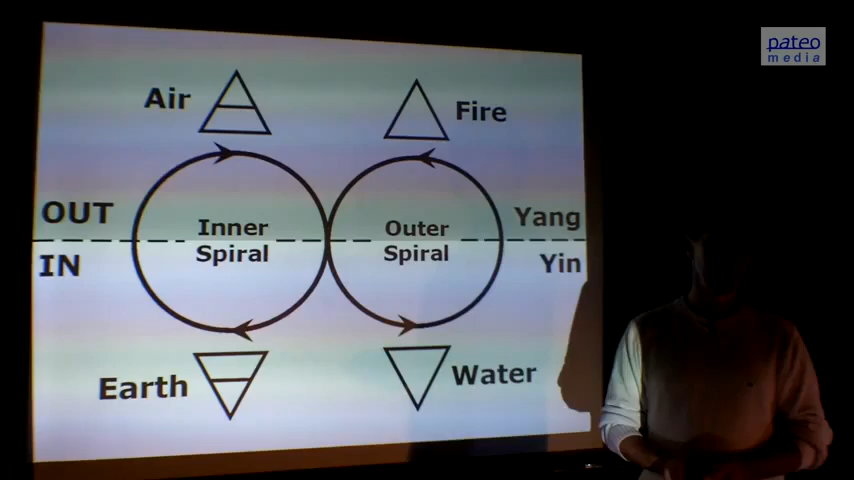 pateo
media
Air
Fire
OUT
Inner
Spiral
Outer
Spiral
Yang
IN
Yin
Earth
Water